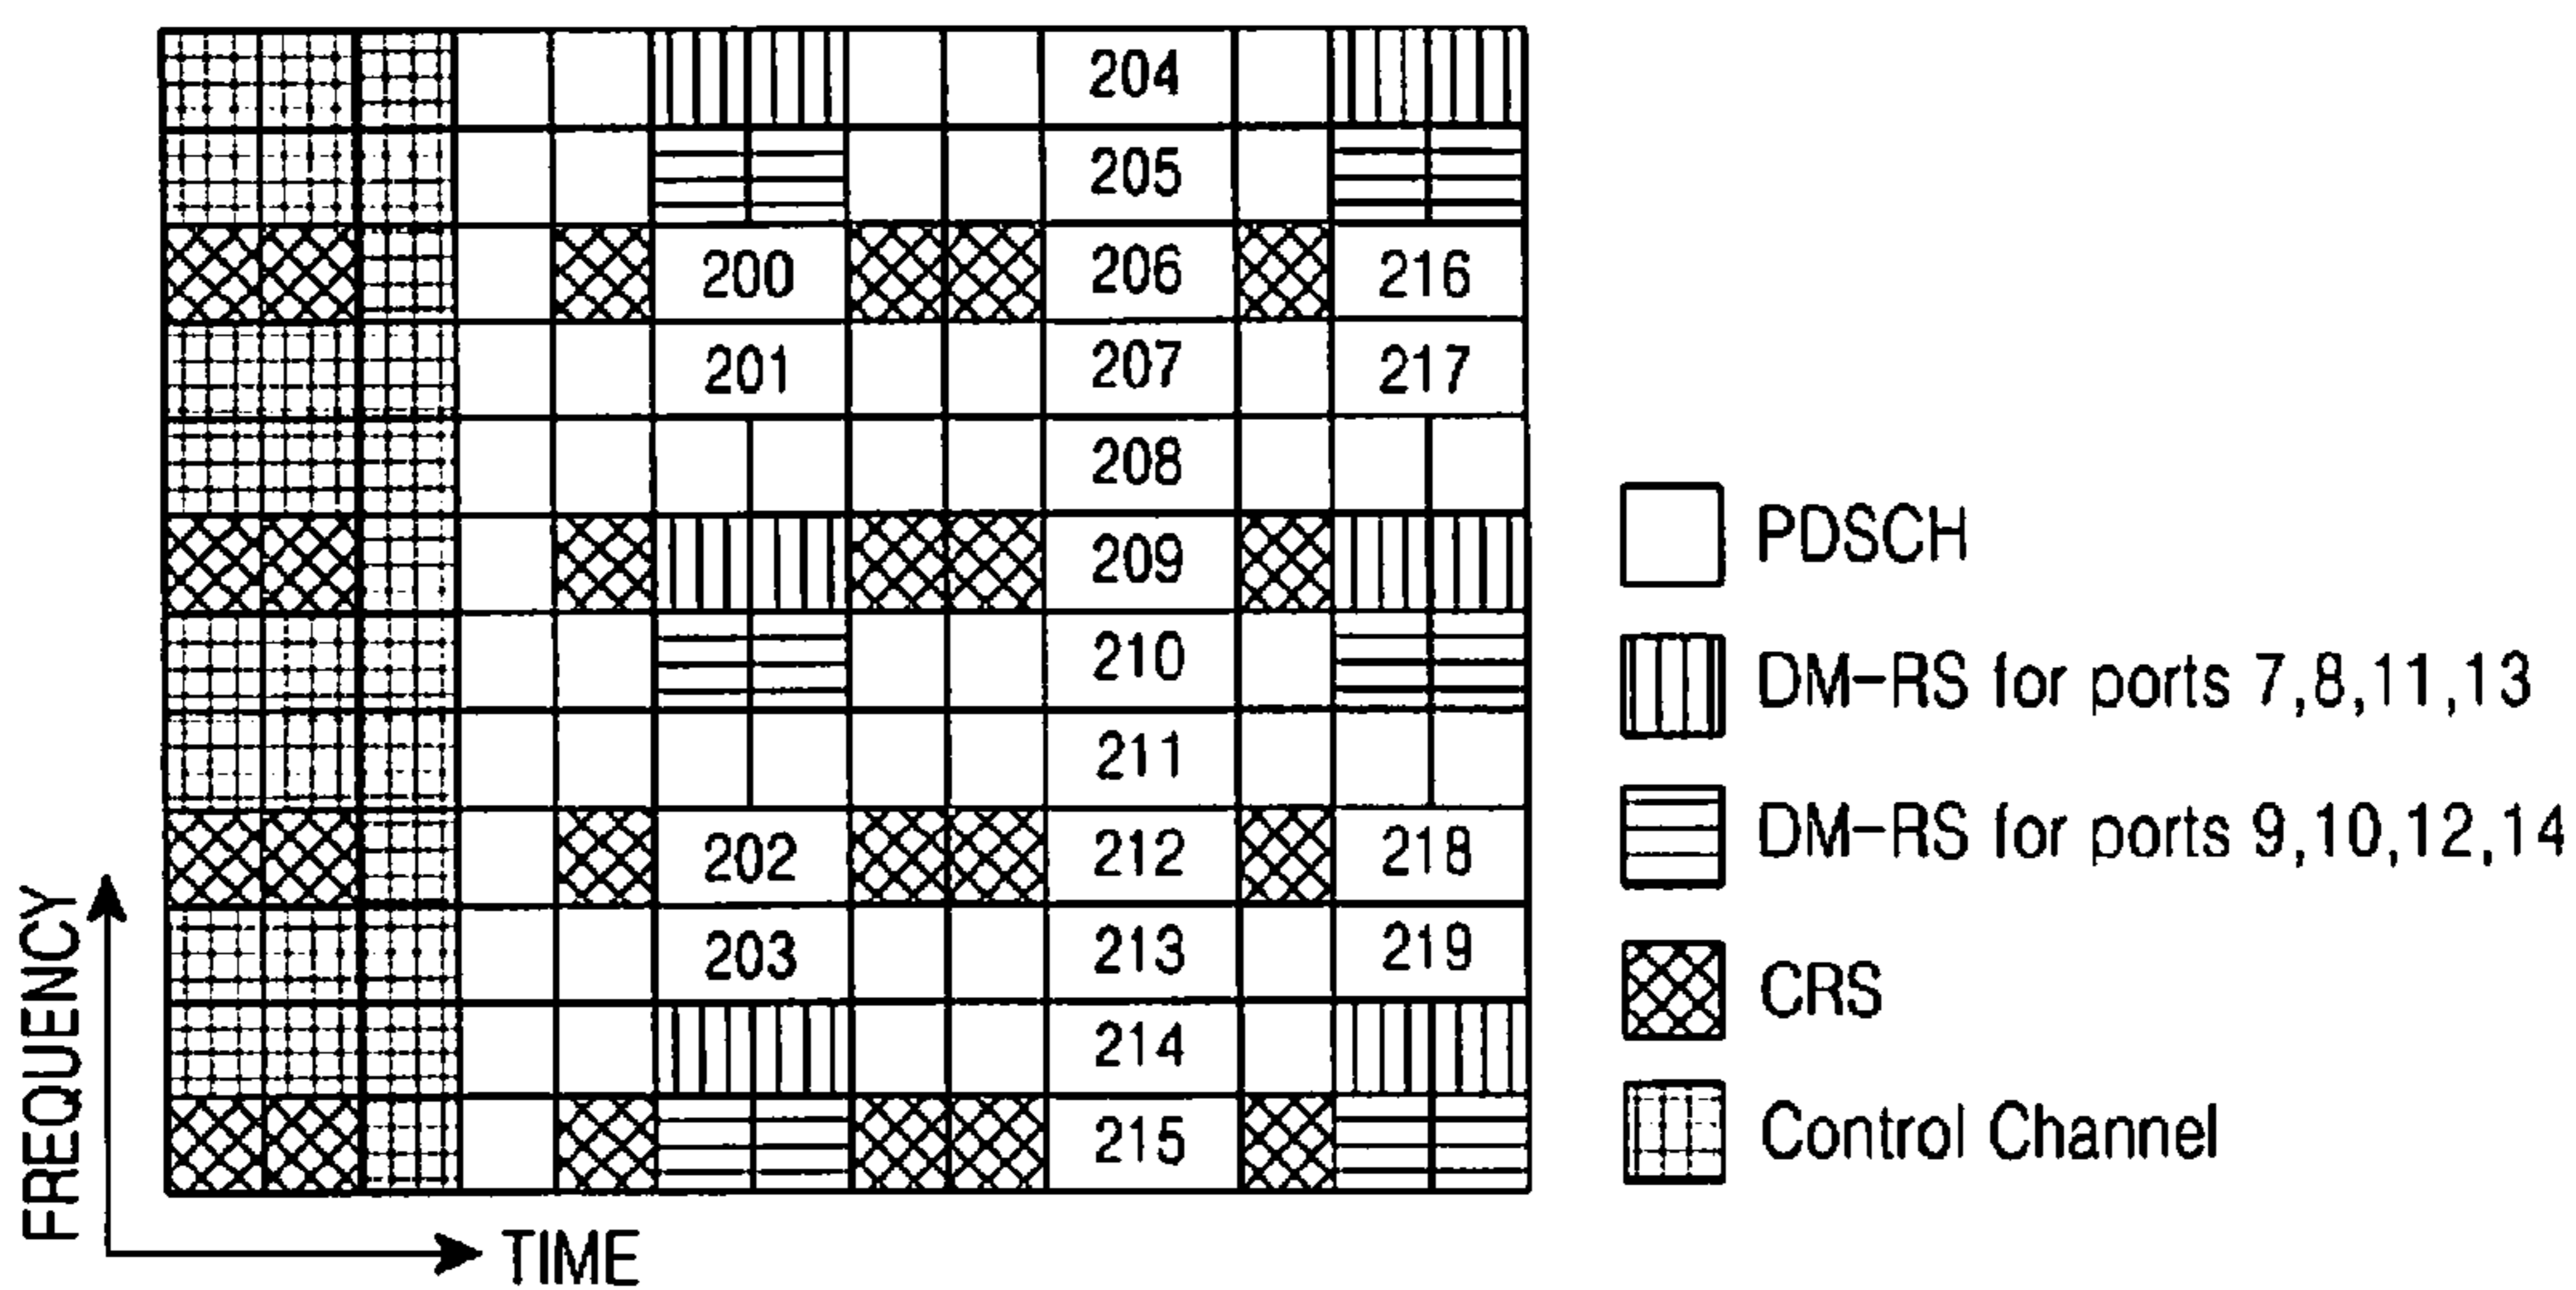 204
205
200 206 216
201 207 217
208
209
210
211
202 212 218
203 213 219
214
215
FREQUENCY
TIME
PDSCH
DM-RS for ports 7,8,11,13
DM-RS for ports 9,10,12,14
CRS
Control Channel